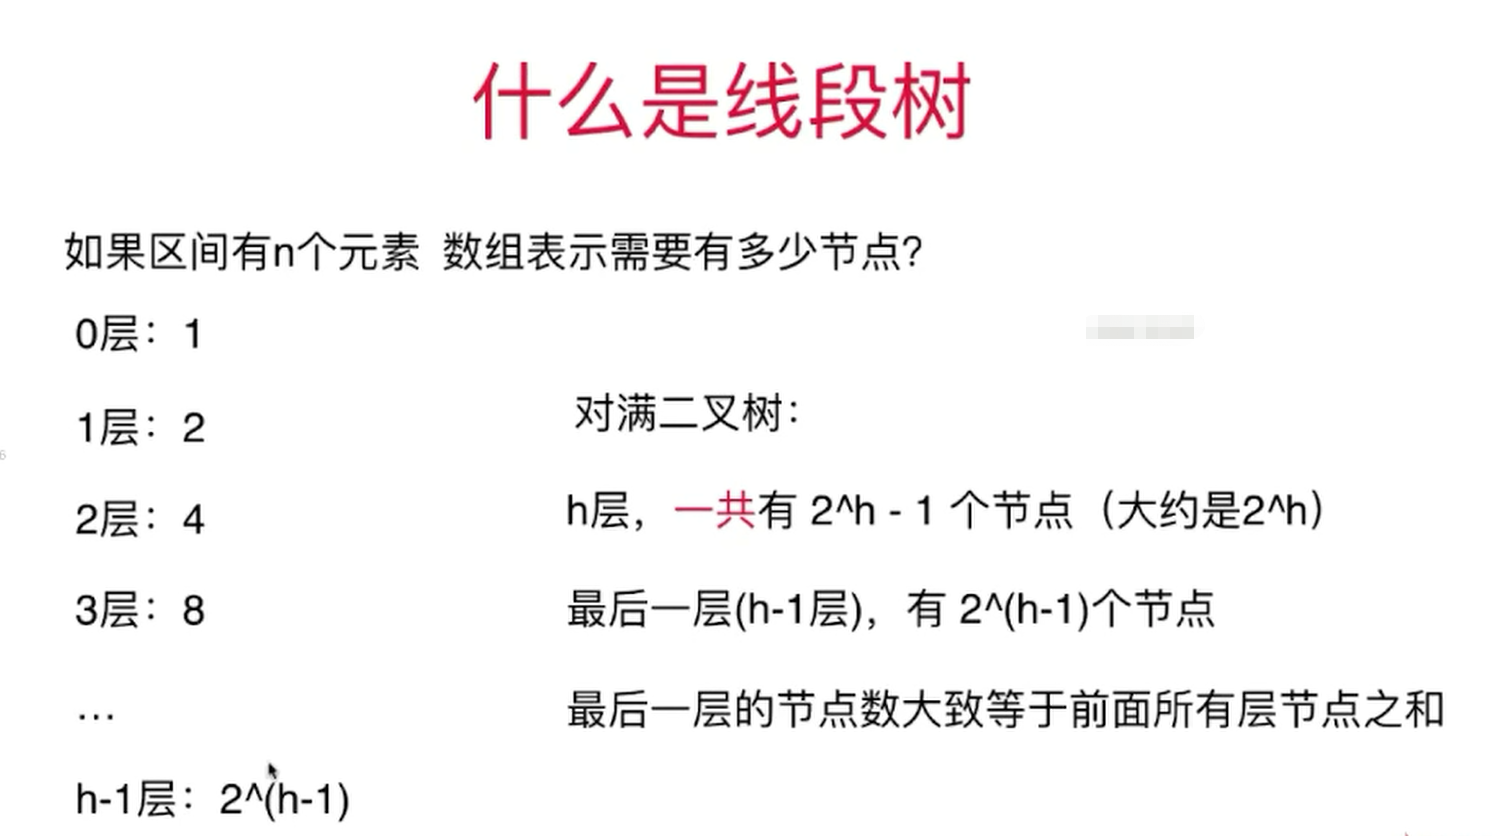 什么是线段树
如果区间有n个元素 数组表示需要有多少节点？
0层：1
1层：2
2层：4
3层：8
…
h-1层：2^(h-1)
对满二叉树：
h层，一共有 2^h - 1 个节点（大约是2^h）
最后一层(h-1层)，有 2^(h-1)个节点
最后一层的节点数大致等于前面所有层节点之和
6